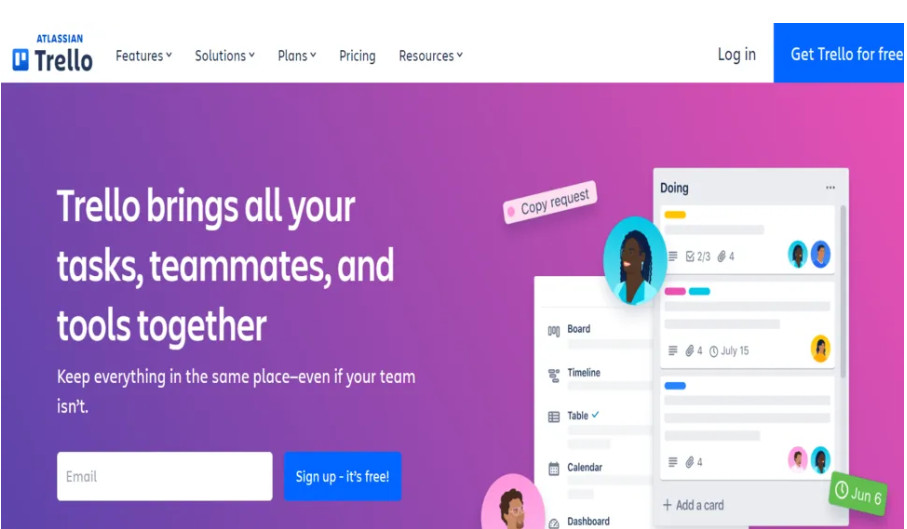 ATLASSIAN
Trello
Features
Solutions
Plans
Pricing
Resources
Log in
Get Trello for free
Trello brings all your
tasks, teammates, and
tools together
Keep everything in the same place–even if your team
isn't.
Email
Sign up - it's free!
Copy request
Board
Timeline
Table
Calendar
Dashboard
Doing
2/3 4
4 July 15
4
+ Add a card
Jun 6